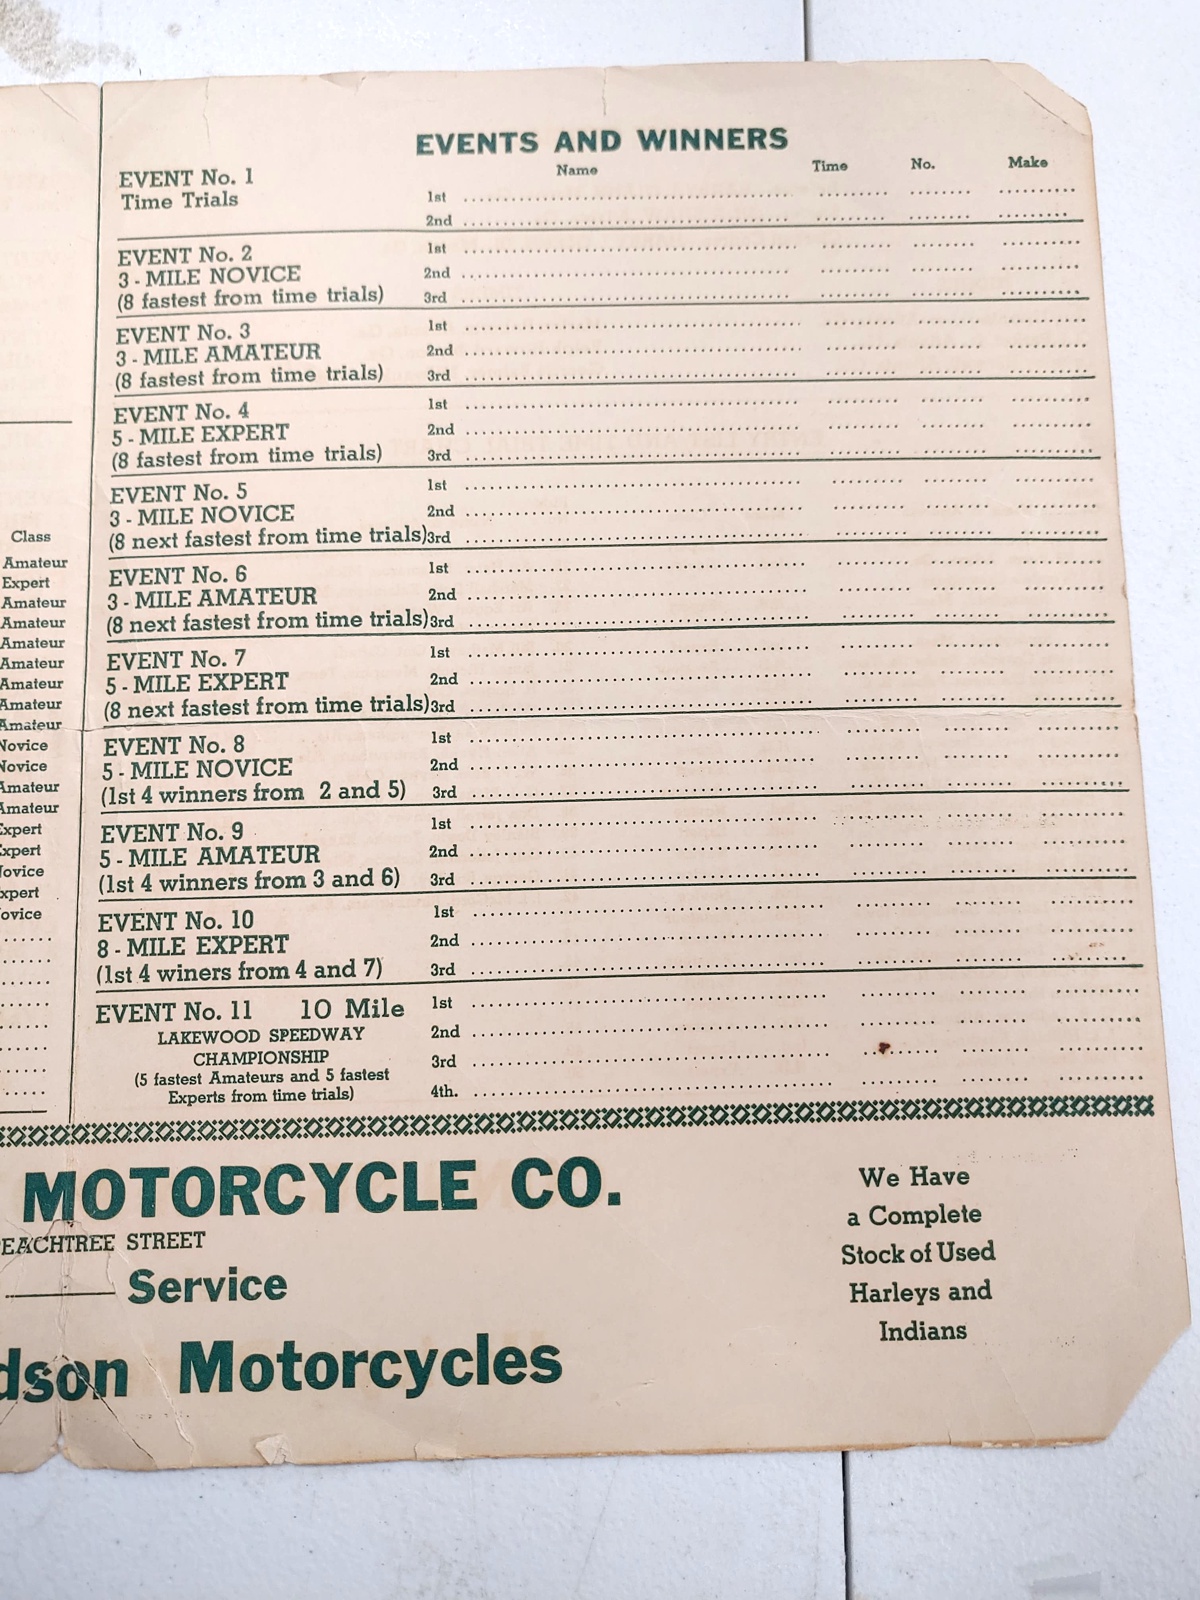 EVENTS AND WINNERS
Name Time No. Make
EVENT No. 1
Time Trials
1st
2nd
EVENT No. 2
3 - MILE NOVICE
(8 fastest from time trials)
1st
2nd
3rd
EVENT No. 3
3 - MILE AMATEUR
(8 fastest from time trials)
1st
2nd
3rd
EVENT No. 4
5 - MILE EXPERT
(8 fastest from time trials)
1st
2nd
3rd
EVENT No. 5
3 - MILE NOVICE
(8 next fastest from time trials)
1st
2nd
3rd
EVENT No. 6
3 - MILE AMATEUR
(8 next fastest from time trials)
1st
2nd
3rd
EVENT No. 7
5 - MILE EXPERT
(8 next fastest from time trials)
1st
2nd
3rd
EVENT No. 8
5 - MILE NOVICE
(1st 4 winners from 2 and 5)
1st
2nd
3rd
EVENT No. 9
5 - MILE AMATEUR
(1st 4 winners from 3 and 6)
1st
2nd
3rd
EVENT No. 10
8 - MILE EXPERT
(1st 4 winers from 4 and 7)
1st
2nd
3rd
EVENT No. 11 10 Mile
LAKEWOOD SPEEDWAY
CHAMPIONSHIP
(5 fastest Amateurs and 5 fastest
Experts from time trials)
1st
2nd
3rd
4th.
Class
Amateur
Expert
Amateur
Amateur
Amateur
Amateur
Amateur
Amateur
Amateur
Novice
Novice
Amateur
Amateur
Expert
Expert
Novice
Expert
Novice
MOTORCYCLE CO.
PEACHTREE STREET
Service
dson Motorcycles
We Have
a Complete
Stock of Used
Harleys and
Indians